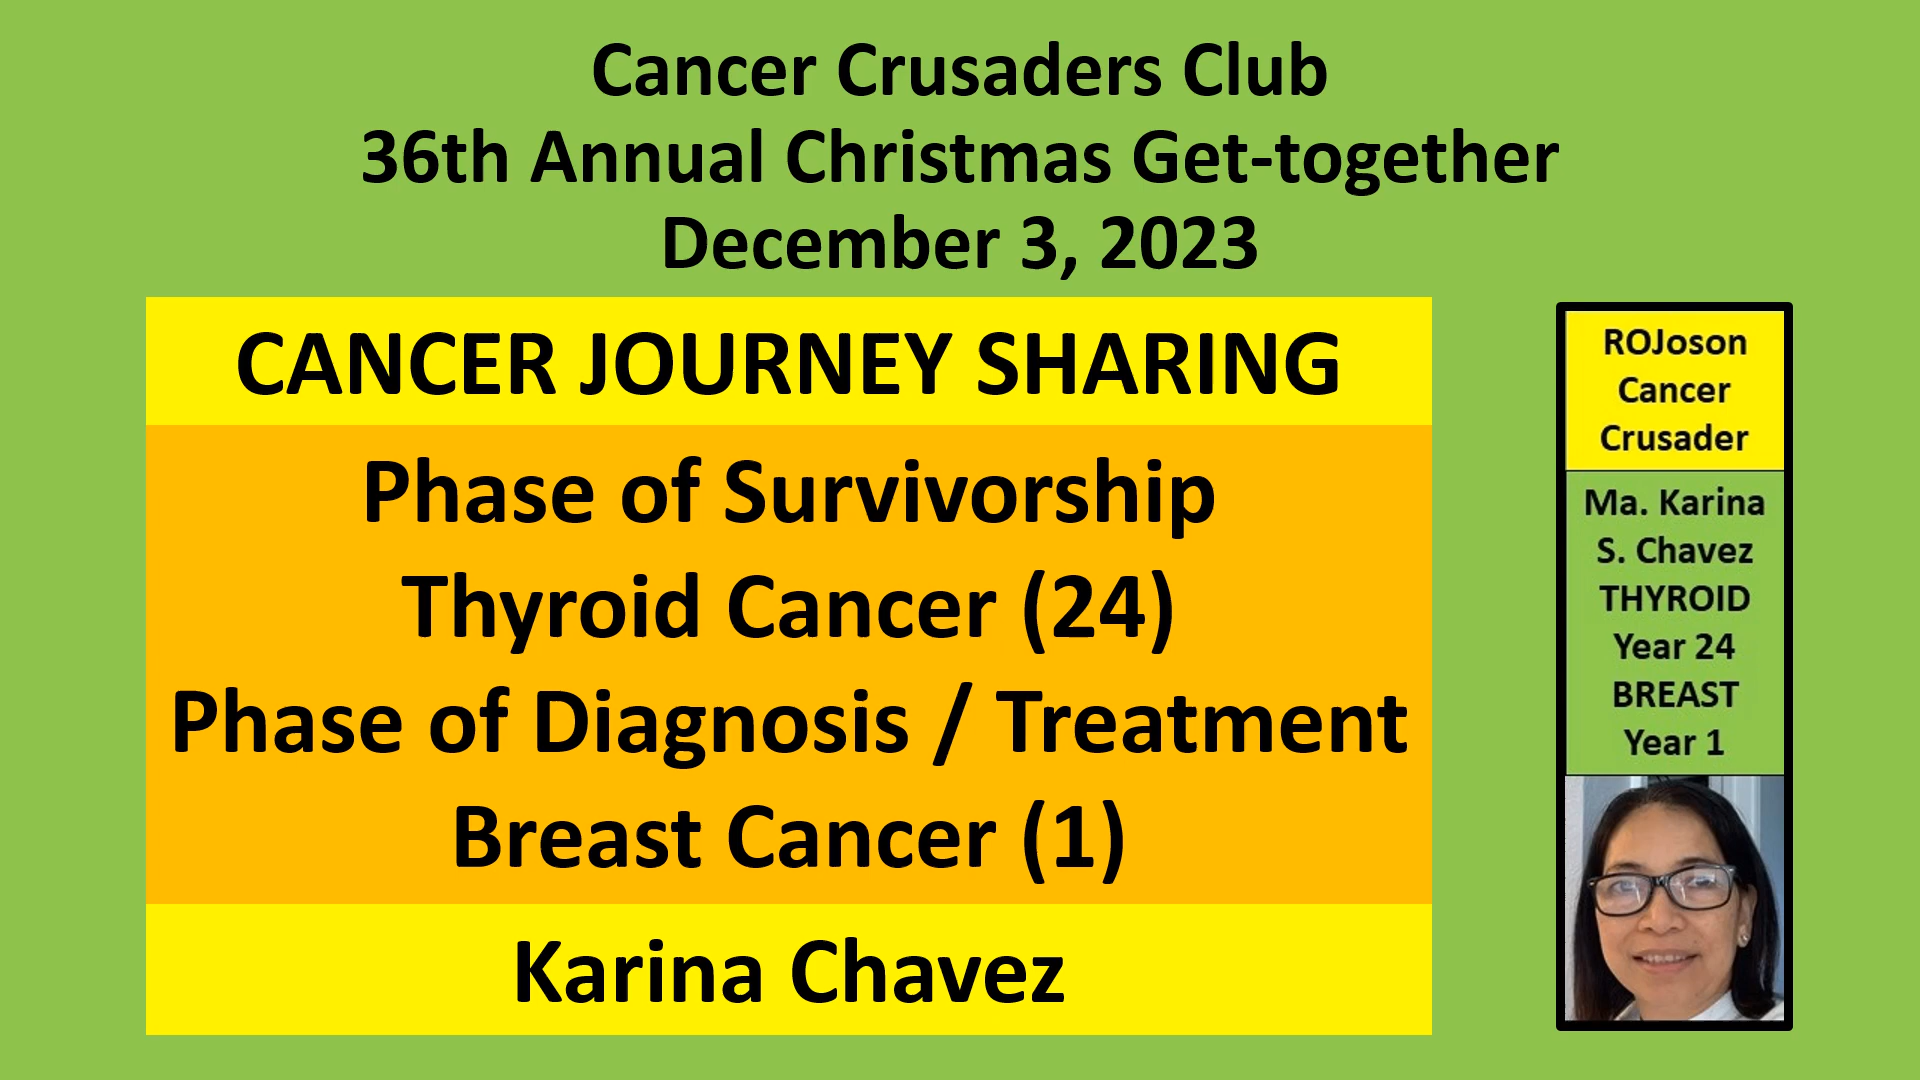 Cancer Crusaders Club
36th Annual Christmas Get-together
December 3, 2023
CANCER JOURNEY SHARING
Phase of Survivorship
Thyroid Cancer (24)
Phase of Diagnosis / Treatment
Breast Cancer (1)
Karina Chavez
ROJoson
Cancer
Crusader
Ma. Karina
S. Chavez
THYROID
Year 24
BREAST
Year 1